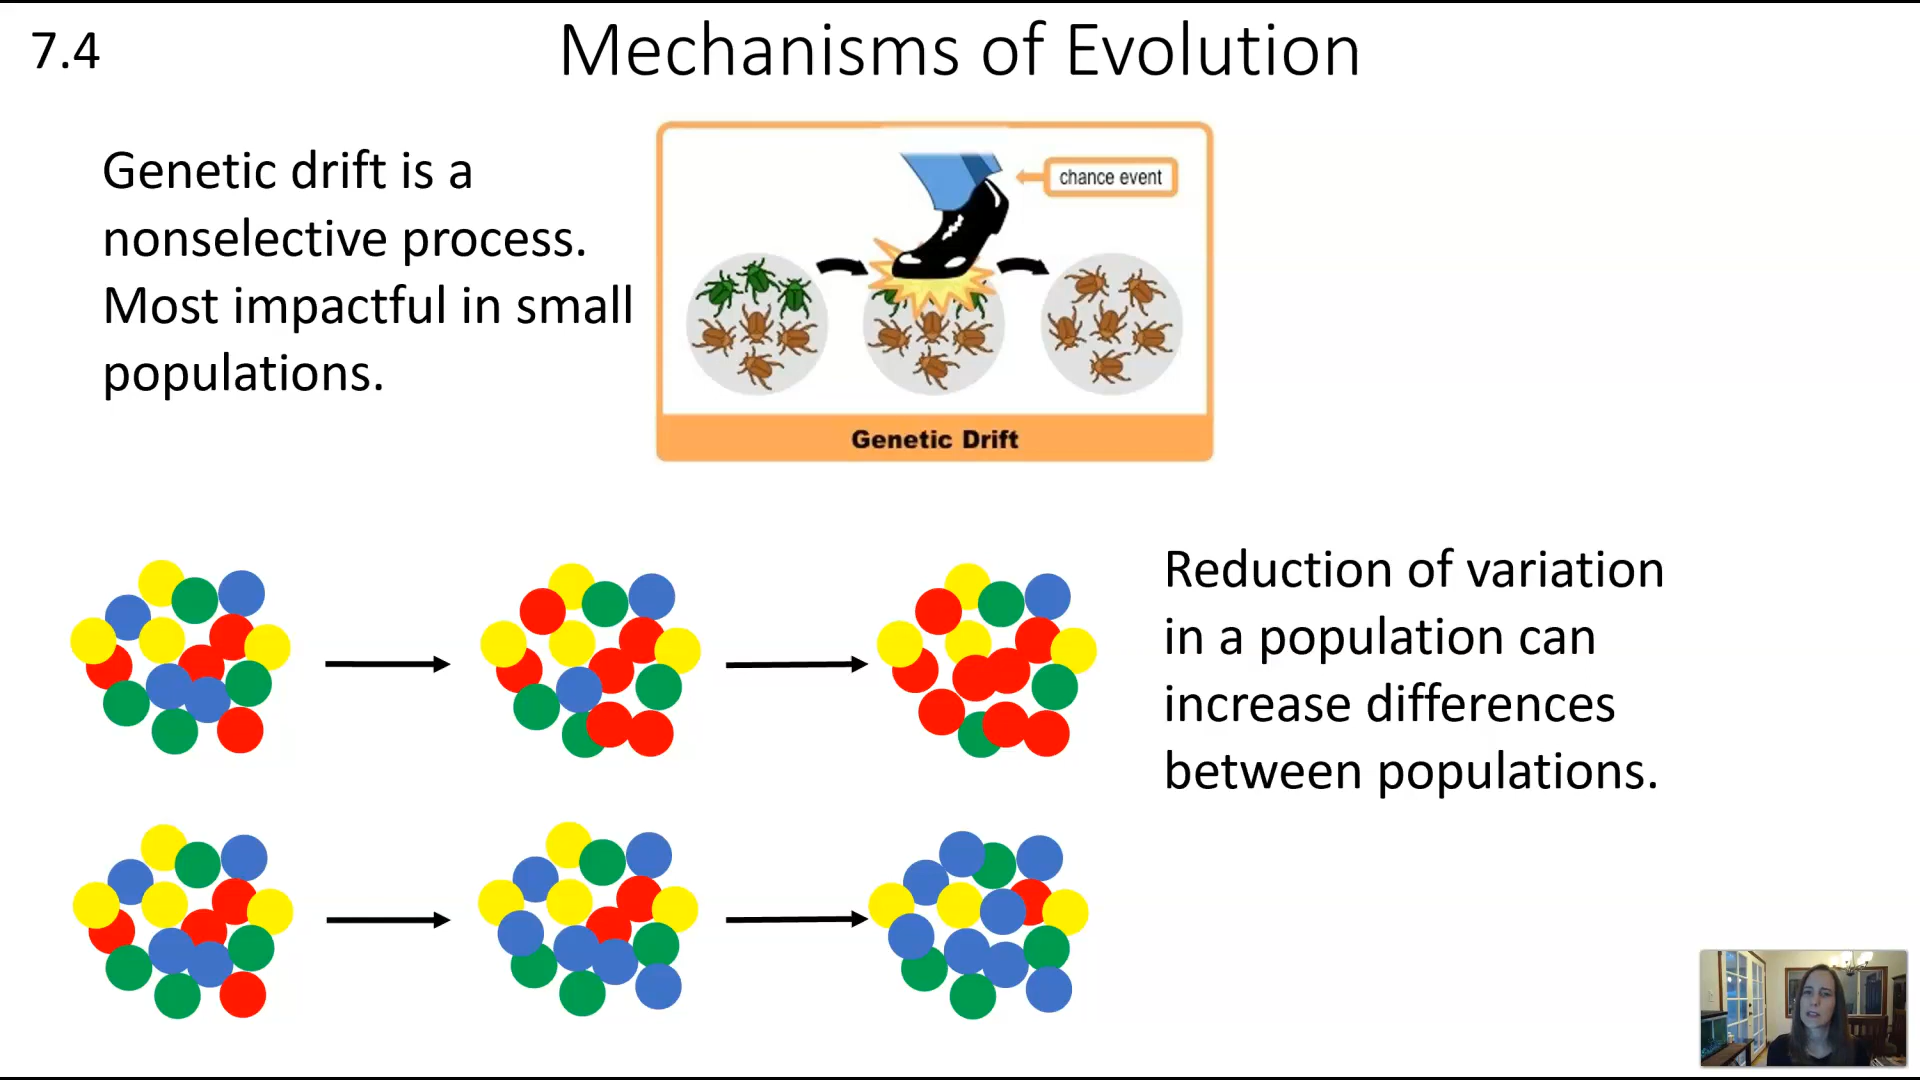 7.4
Mechanisms of Evolution
Genetic drift is a
nonselective process.
Most impactful in small
populations.
chance event
Genetic Drift
Reduction of variation
in a population can
increase differences
between populations.